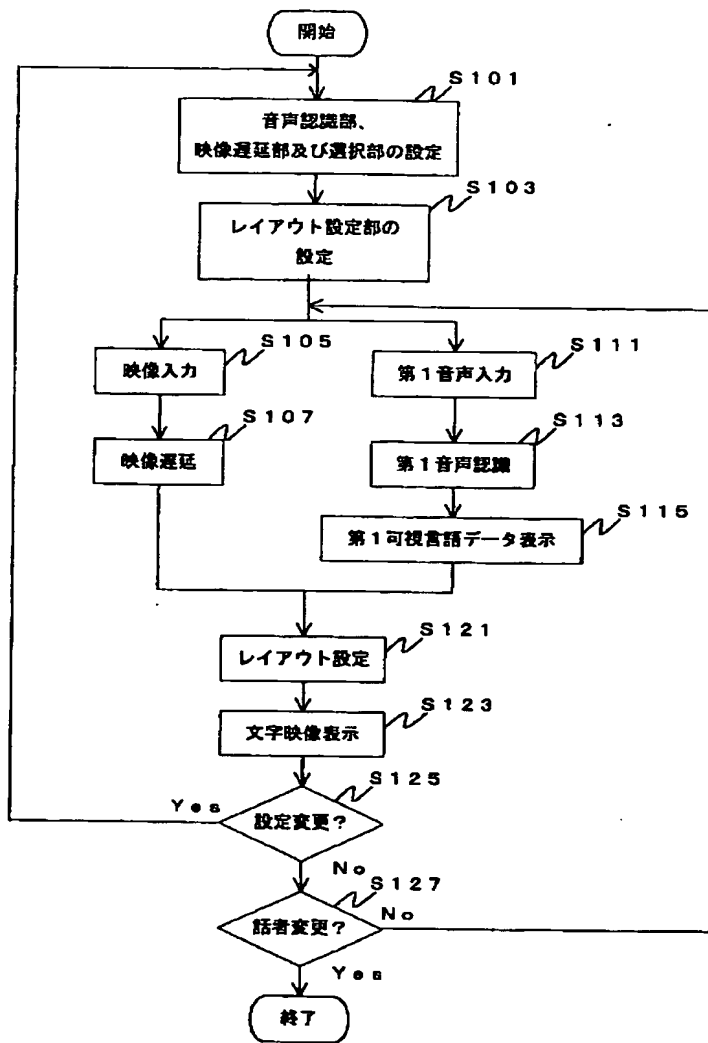 開始
S101
音声認識部、
映像遅延部及び選択部の設定
S103
レイアウト設定部の
設定
S105
映像入力
S111
第1音声入力
S107
映像遅延
S113
第1音声認識
S115
第1可視言語データ表示
S121
レイアウト設定
S123
文字映像表示
S125
Yes
設定変更?
No
S127
話者変更?
No
Yes
終了